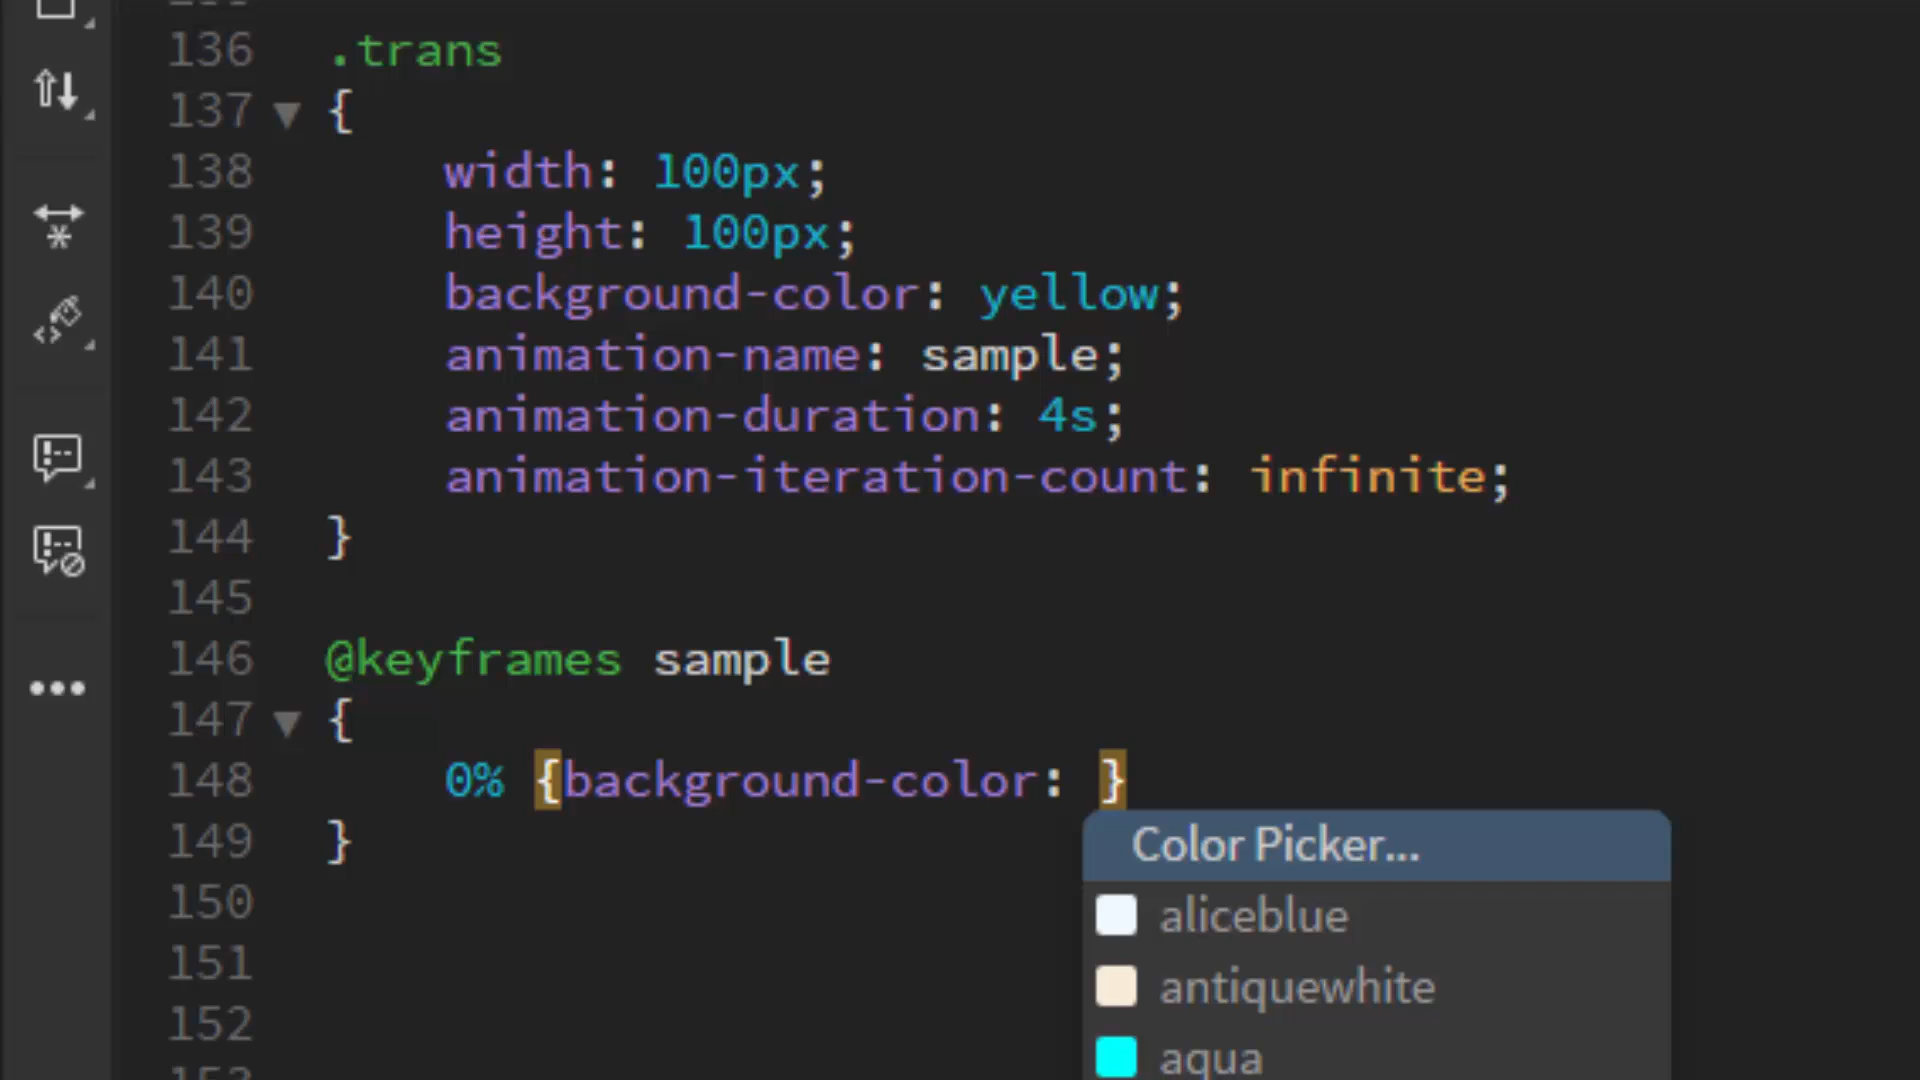 136 .trans
137 {
138 width: 100px;
139 height: 100px;
140 background-color: yellow;
141 animation-name: sample;
142 animation-duration: 4s;
143 animation-iteration-count: infinite;
144 }
145
146 @keyframes sample
147 {
148 0% {background-color: }
149 }
Color Picker...
150 aliceblue
151 antiquewhite
152 aqua